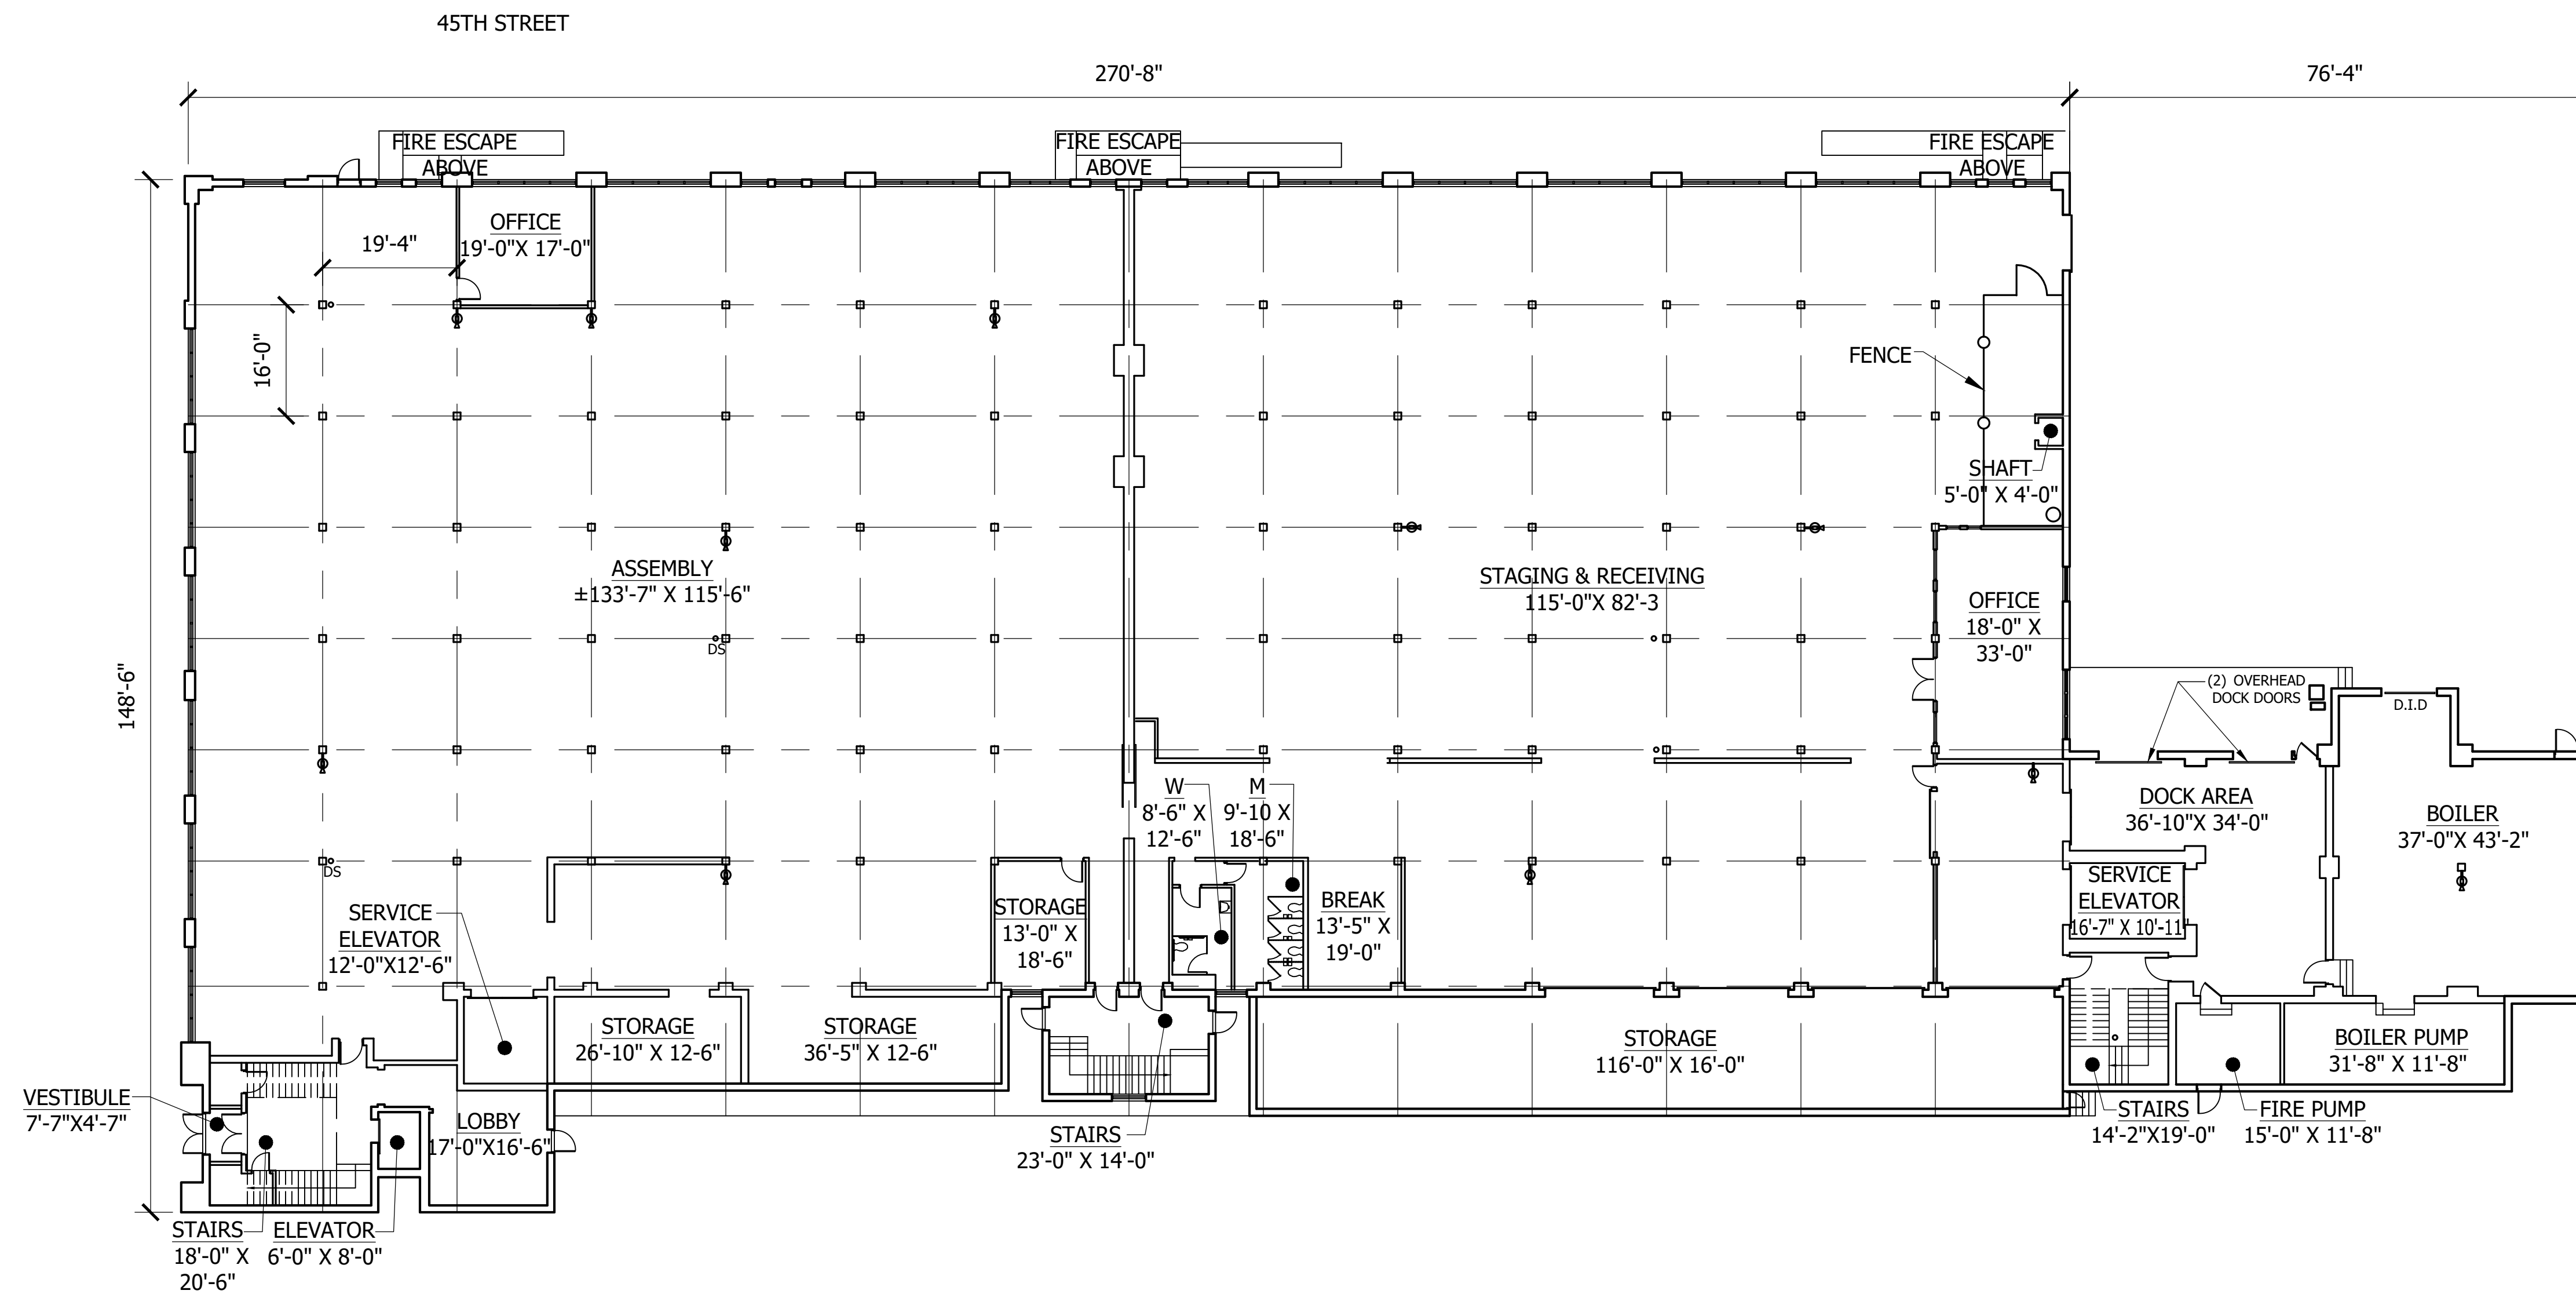 45TH STREET
270'-8"
76'-4"
FIRE ESCAPE
ABOVE
FIRE ESCAPE
ABOVE
FIRE ESCAPE
ABOVE
OFFICE
19'-0"X 17'-0"
19'-4"
16'-0"
148'-6"
FENCE
SHAFT
5'-0" X 4'-0"
ASSEMBLY
±133'-7" X 115'-6"
STAGING & RECEIVING
115'-0"X 82'-3
OFFICE
18'-0" X
33'-0"
DS
(2) OVERHEAD
DOCK DOORS
D.I.D
W
8'-6" X
12'-6"
M
9'-10 X
18'-6"
DOCK AREA
36'-10"X 34'-0"
BOILER
37'-0"X 43'-2"
DS
SERVICE
ELEVATOR
12'-0"X12'-6"
STORAGE
13'-0" X
18'-6"
BREAK
13'-5" X
19'-0"
SERVICE
ELEVATOR
16'-7" X 10'-11"
STORAGE
26'-10" X 12-6"
STORAGE
36'-5" X 12-6"
STORAGE
116'-0" X 16'-0"
BOILER PUMP
31'-8" X 11'-8"
VESTIBULE
7'-7"X4'-7"
LOBBY
17'-0"X16'-6"
STAIRS
23'-0" X 14'-0"
STAIRS
14'-2"X19'-0"
FIRE PUMP
15'-0" X 11'-8"
STAIRS
18'-0" X
20'-6"
ELEVATOR
6'-0" X 8'-0"